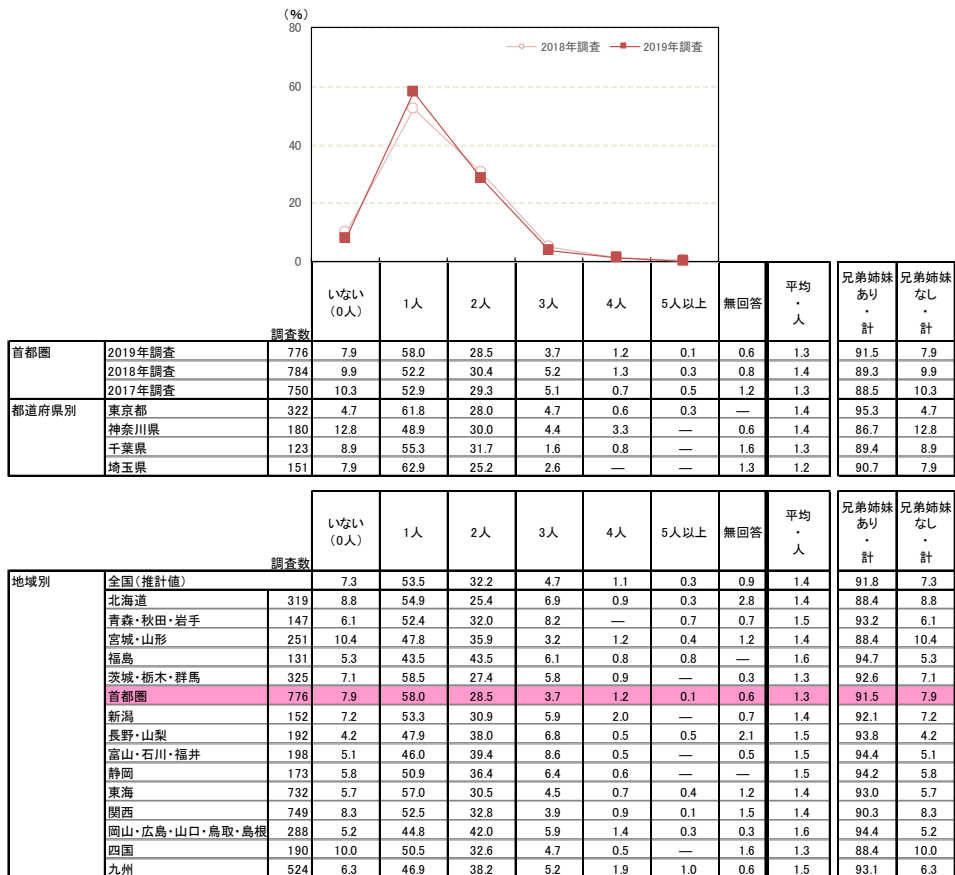 (%)
80
60
40
20
0
2018年調査 2019年調査
調査数 いない(0人) 1人 2人 3人 4人 5人以上 無回答 平均・人 兄弟姉妹あり・計 兄弟姉妹なし・計
首都圏 2019年調査 776 7.9 58.0 28.5 3.7 1.2 0.1 0.6 1.3 91.5 7.9
2018年調査 784 9.9 52.2 30.4 5.2 1.3 0.3 0.8 1.4 89.3 9.9
2017年調査 750 10.3 52.9 29.3 5.1 0.7 0.5 1.2 1.3 88.5 10.3
都道府県別 東京都 322 4.7 61.8 28.0 4.7 0.6 0.3 — 1.4 95.3 4.7
神奈川県 180 12.8 48.9 30.0 4.4 3.3 — 0.6 1.4 86.7 12.8
千葉県 123 8.9 55.3 31.7 1.6 0.8 — 1.6 1.3 89.4 8.9
埼玉県 151 7.9 62.9 25.2 2.6 — — 1.3 1.2 90.7 7.9
調査数 いない(0人) 1人 2人 3人 4人 5人以上 無回答 平均・人 兄弟姉妹あり・計 兄弟姉妹なし・計
地域別 全国(推計値) 7.3 53.5 32.2 4.7 1.1 0.3 0.9 1.4 91.8 7.3
北海道 319 8.8 54.9 25.4 6.9 0.9 0.3 2.8 1.4 88.4 8.8
青森・秋田・岩手 147 6.1 52.4 32.0 8.2 — 0.7 0.7 1.5 93.2 6.1
宮城・山形 251 10.4 47.8 35.9 3.2 1.2 0.4 1.2 1.4 88.4 10.4
福島 131 5.3 43.5 43.5 6.1 0.8 0.8 — 1.6 94.7 5.3
茨城・栃木・群馬 325 7.1 58.5 27.4 5.8 0.9 — 0.3 1.3 92.6 7.1
首都圏 776 7.9 58.0 28.5 3.7 1.2 0.1 0.6 1.3 91.5 7.9
新潟 152 7.2 53.3 30.9 5.9 2.0 — 0.7 1.4 92.1 7.2
長野・山梨 192 4.2 47.9 38.0 6.8 0.5 0.5 2.1 1.5 93.8 4.2
富山・石川・福井 198 5.1 46.0 39.4 8.6 0.5 — 0.5 1.5 94.4 5.1
静岡 173 5.8 50.9 36.4 6.4 0.6 — — 1.5 94.2 5.8
東海 732 5.7 57.0 30.5 4.5 0.7 0.4 1.2 1.4 93.0 5.7
関西 749 8.3 52.5 32.8 3.9 0.9 0.1 1.5 1.4 90.3 8.3
岡山・広島・山口・鳥取・島根 288 5.2 44.8 42.0 5.9 1.4 0.3 0.3 1.6 94.4 5.2
四国 190 10.0 50.5 32.6 4.7 0.5 — 1.6 1.3 88.4 10.0
九州 524 6.3 46.9 38.2 5.2 1.9 1.0 0.6 1.5 93.1 6.3